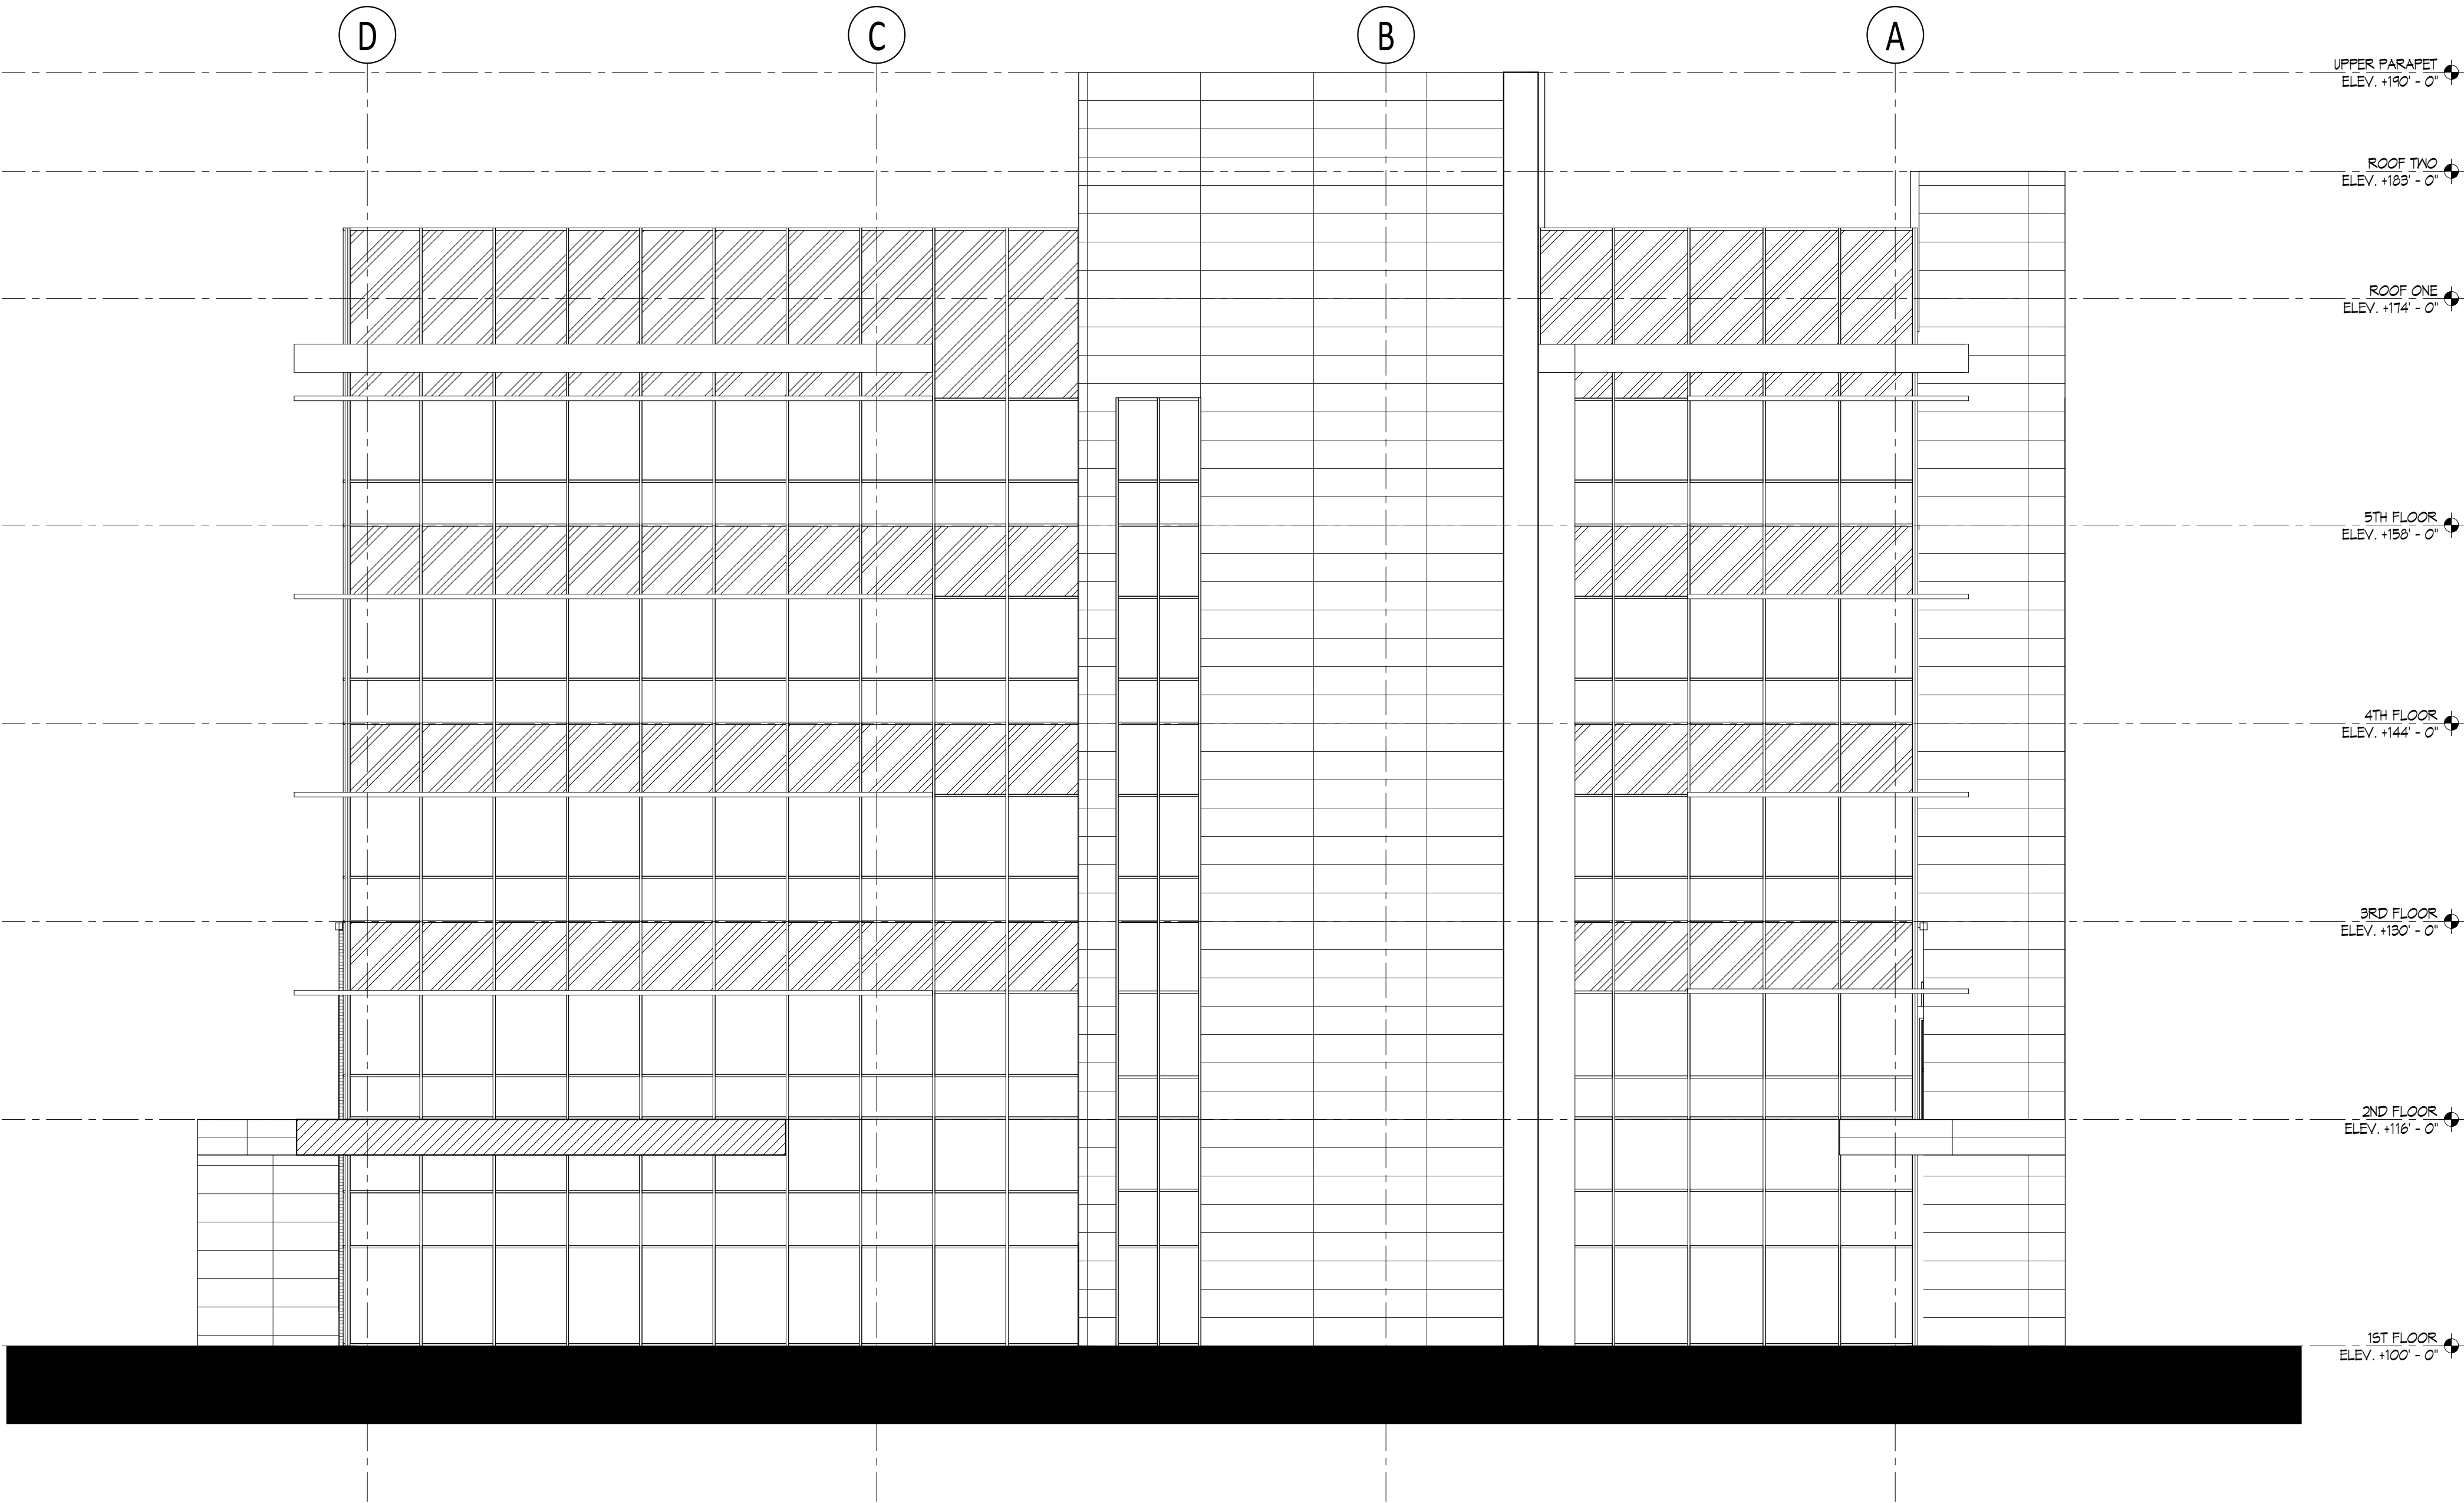 D C B A
UPPER PARAPET
ELEV. +190' - 0"
ROOF TWO
ELEV. +183' - 0"
ROOF ONE
ELEV. +174' - 0"
5TH FLOOR
ELEV. +158' - 0"
4TH FLOOR
ELEV. +144' - 0"
3RD FLOOR
ELEV. +130' - 0"
2ND FLOOR
ELEV. +116' - 0"
1ST FLOOR
ELEV. +100' - 0"